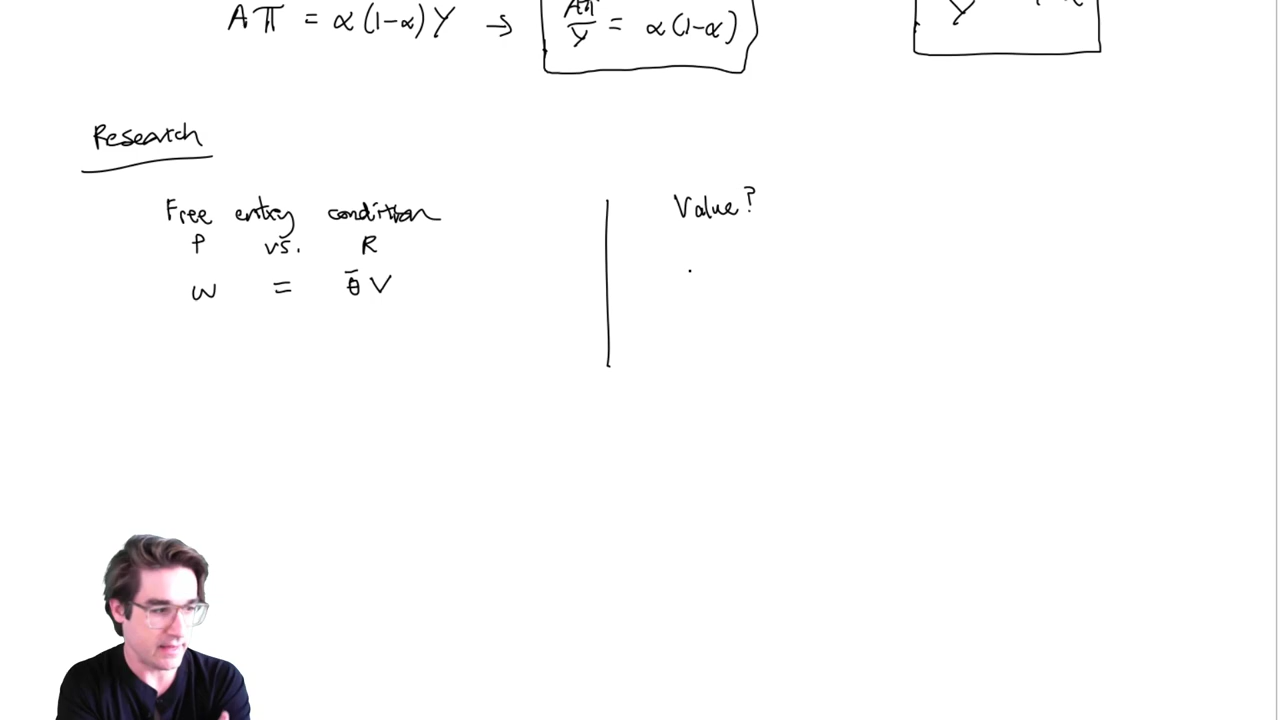 Aπ = α(1-α)Y → Aπ/Y = α(1-α)
Y
Research
Free entry condition
P vs. R
w = θ̄V
Value?